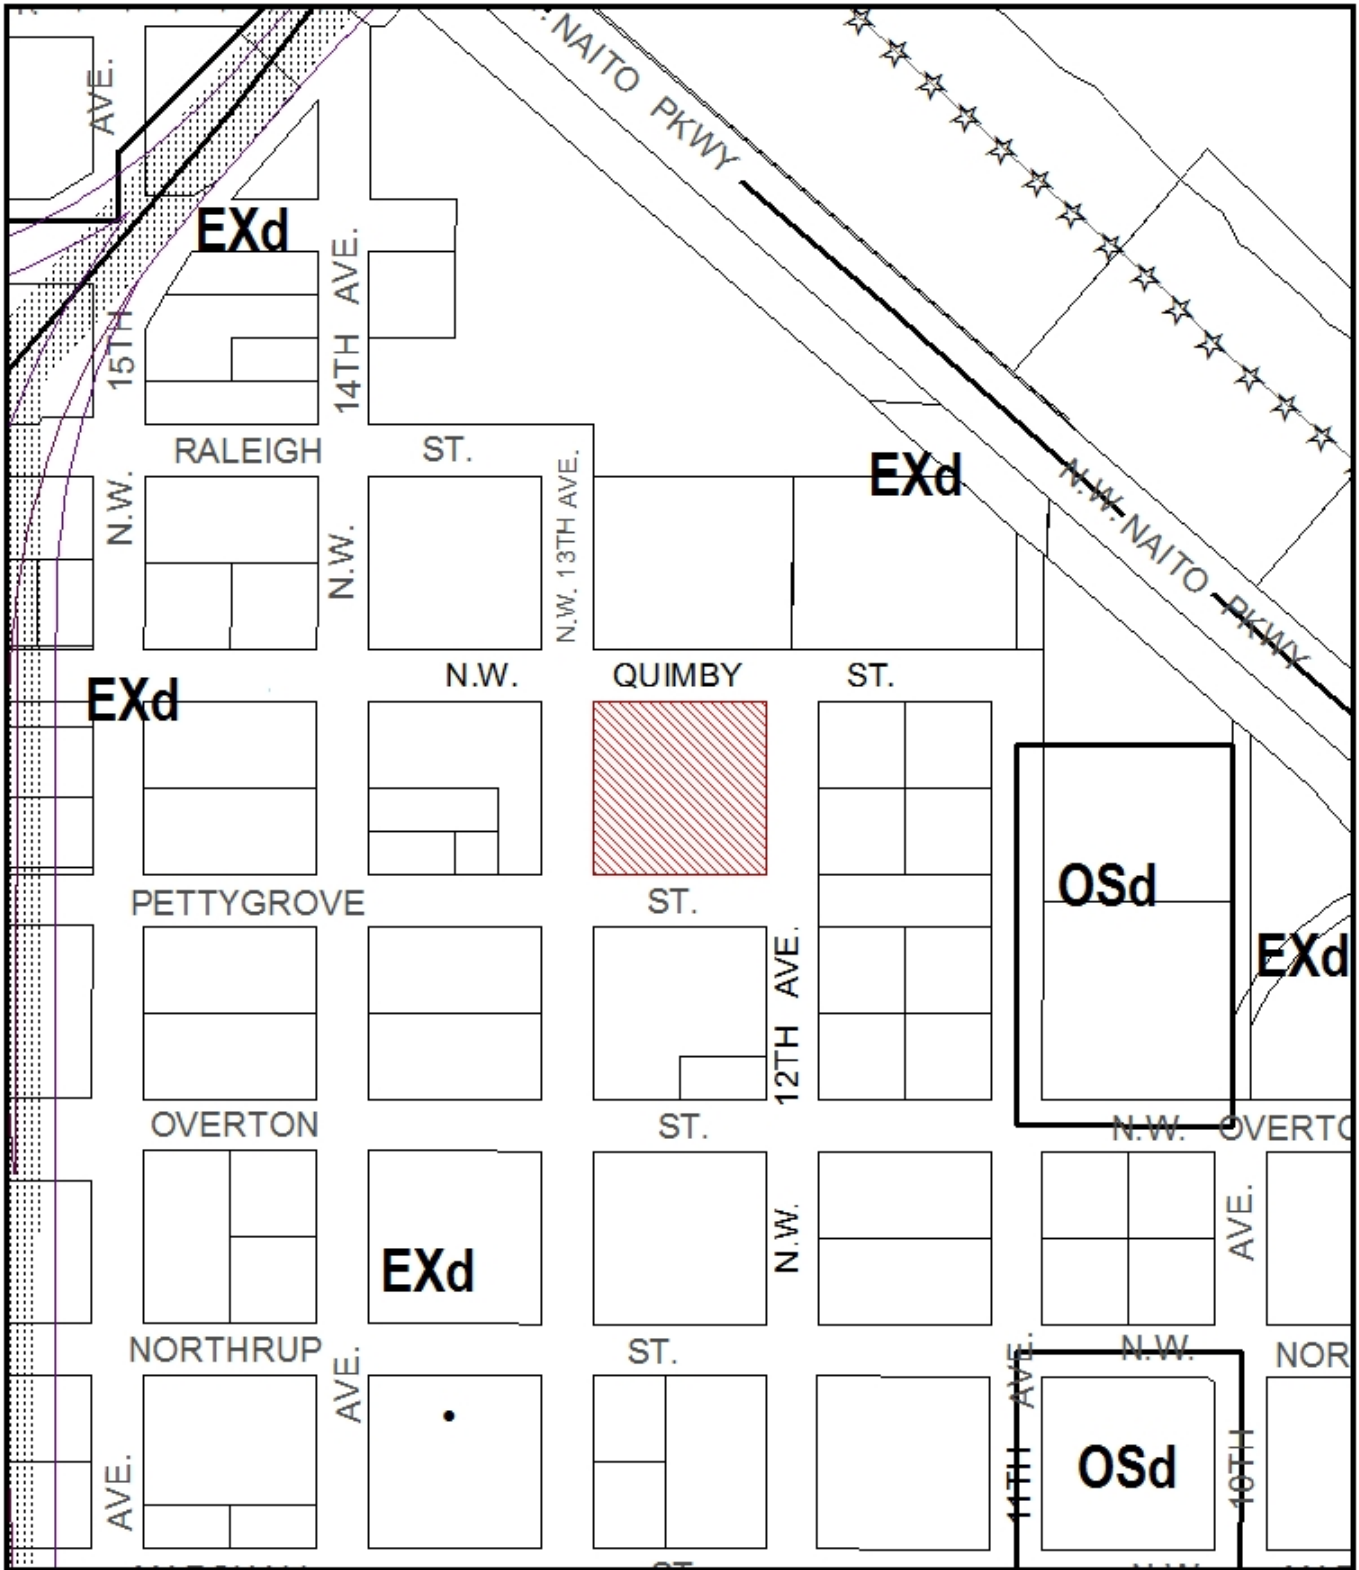 N.W. NAITO PKWY
AVE.
EXd
14TH AVE.
15TH
RALEIGH ST.
EXd
N.W. NAITO PKWY
N.W.
N.W.
N.W. 13TH AVE.
N.W. QUIMBY ST.
EXd
OSd
PETTYGROVE ST.
EXd
12TH AVE.
OVERTON ST.
N.W. OVERTO
N.W.
AVE.
EXd
NORTHRUP ST.
N.W. NOR
AVE.
AVE.
11TH
10TH
OSd
AVE.
ST.
N.W.